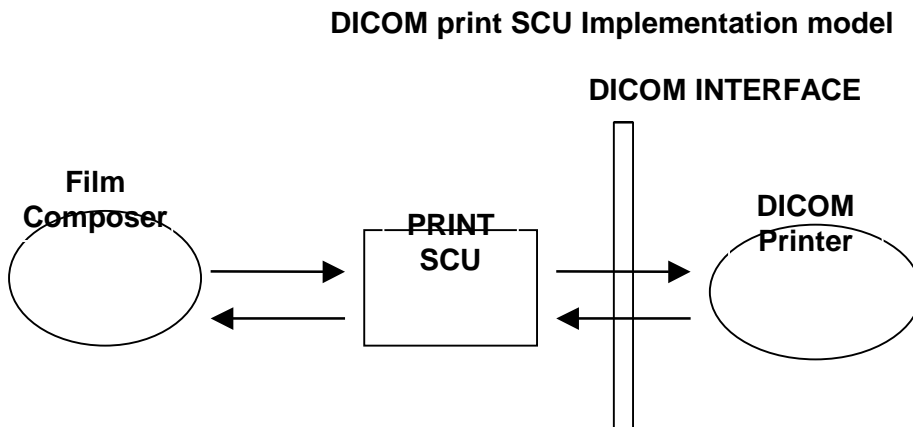 DICOM print SCU Implementation model
DICOM INTERFACE
Film
Composer
PRINT
SCU
DICOM
Printer